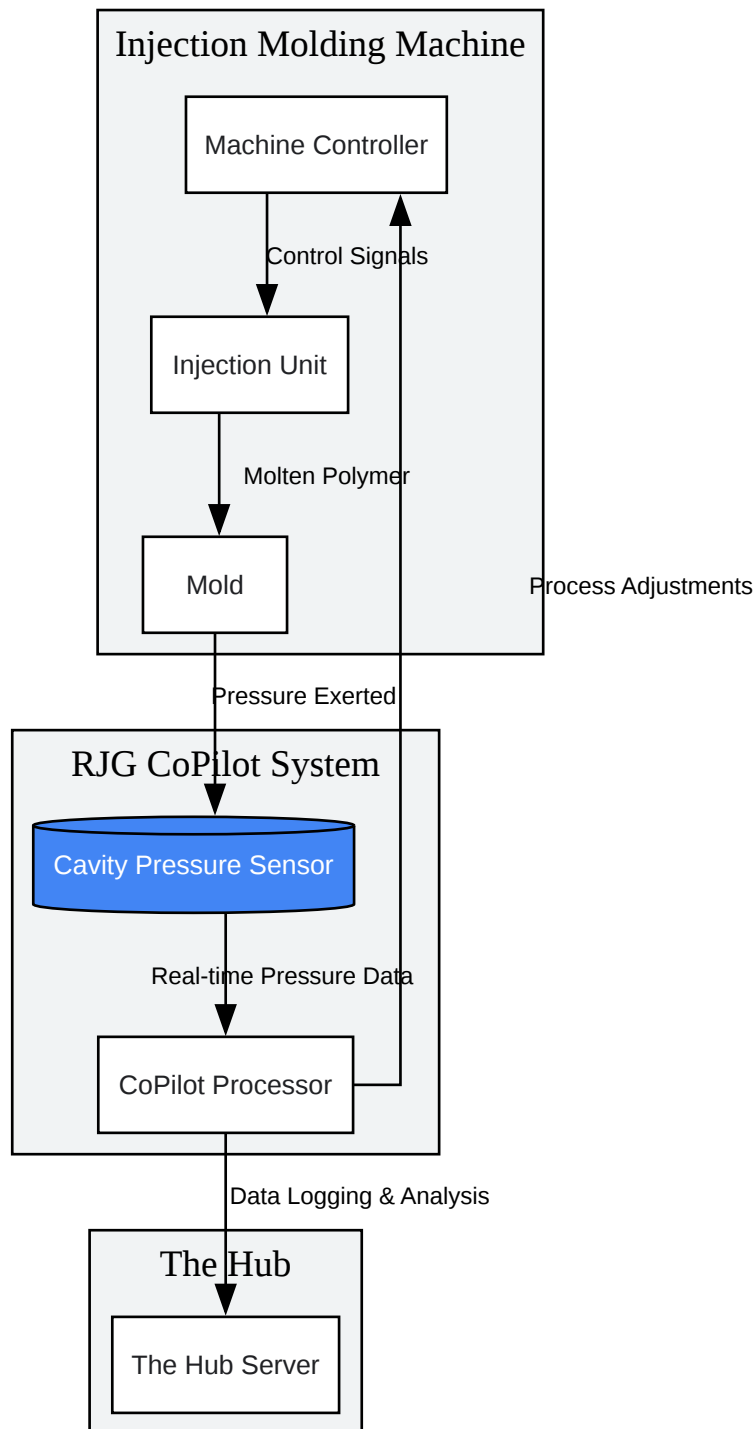 Injection Molding Machine
Machine Controller
Control Signals
Injection Unit
Molten Polymer
Mold
Process Adjustments
Pressure Exerted
RJG CoPilot System
Cavity Pressure Sensor
Real-time Pressure Data
CoPilot Processor
Data Logging & Analysis
The Hub
The Hub Server